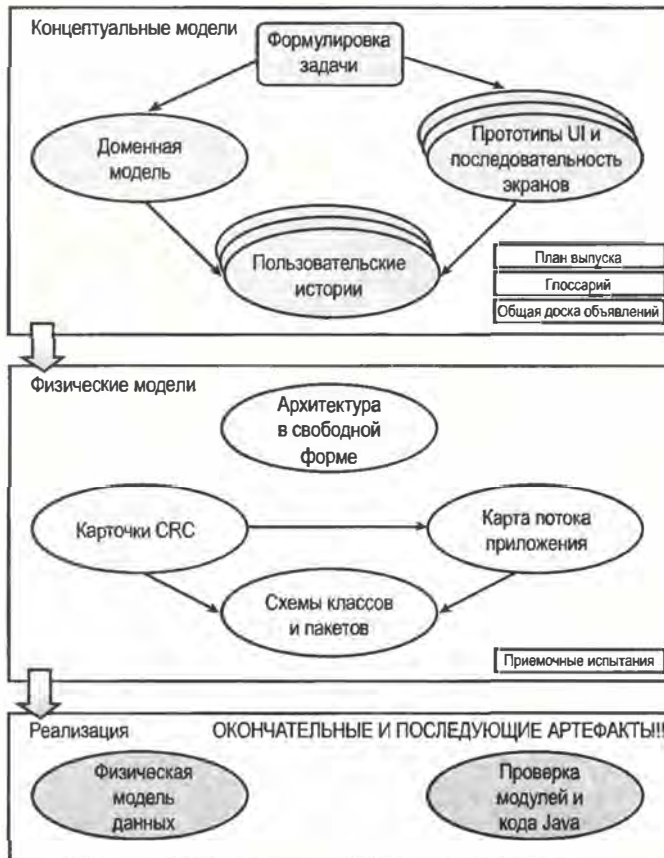 Концептуальные модели
Формулировка
задачи
Доменная
модель
Прототипы UI и
последовательность
экранов
Пользовательские
истории
План выпуска
Глоссарий
Общая доска объявлений
Физические модели
Архитектура
в свободной
форме
Карточки CRC
Карта потока
приложения
Схемы классов
и пакетов
Приемочные испытания
Реализация
ОКОНЧАТЕЛЬНЫЕ И ПОСЛЕДУЮЩИЕ АРТЕФАКТЫ!!!
Физическая
модель
данных
Проверка
модулей и
кода Java